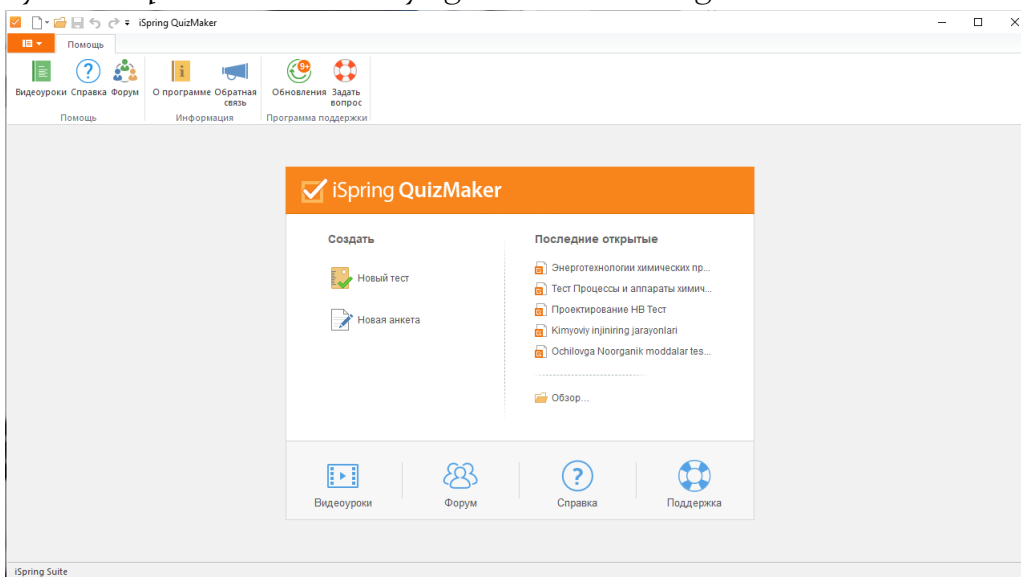 iSpring QuizMaker
Помощь
Видеоуроки Справка Форум О программе Обратная связь Обновления Задать вопрос
Помощь Информация Программа поддержки
iSpring QuizMaker
Создать
Новый тест
Новая анкета
Последние открытые
Энерготехнологии химических пр...
Тест Процессы и аппараты химич...
Проектирование НВ Тест
Kimyoviy injiniring jarayonlari
Ochilovga Noorganik moddalar tes...
Обзор...
Видеоуроки Форум Справка Поддержка
iSpring Suite